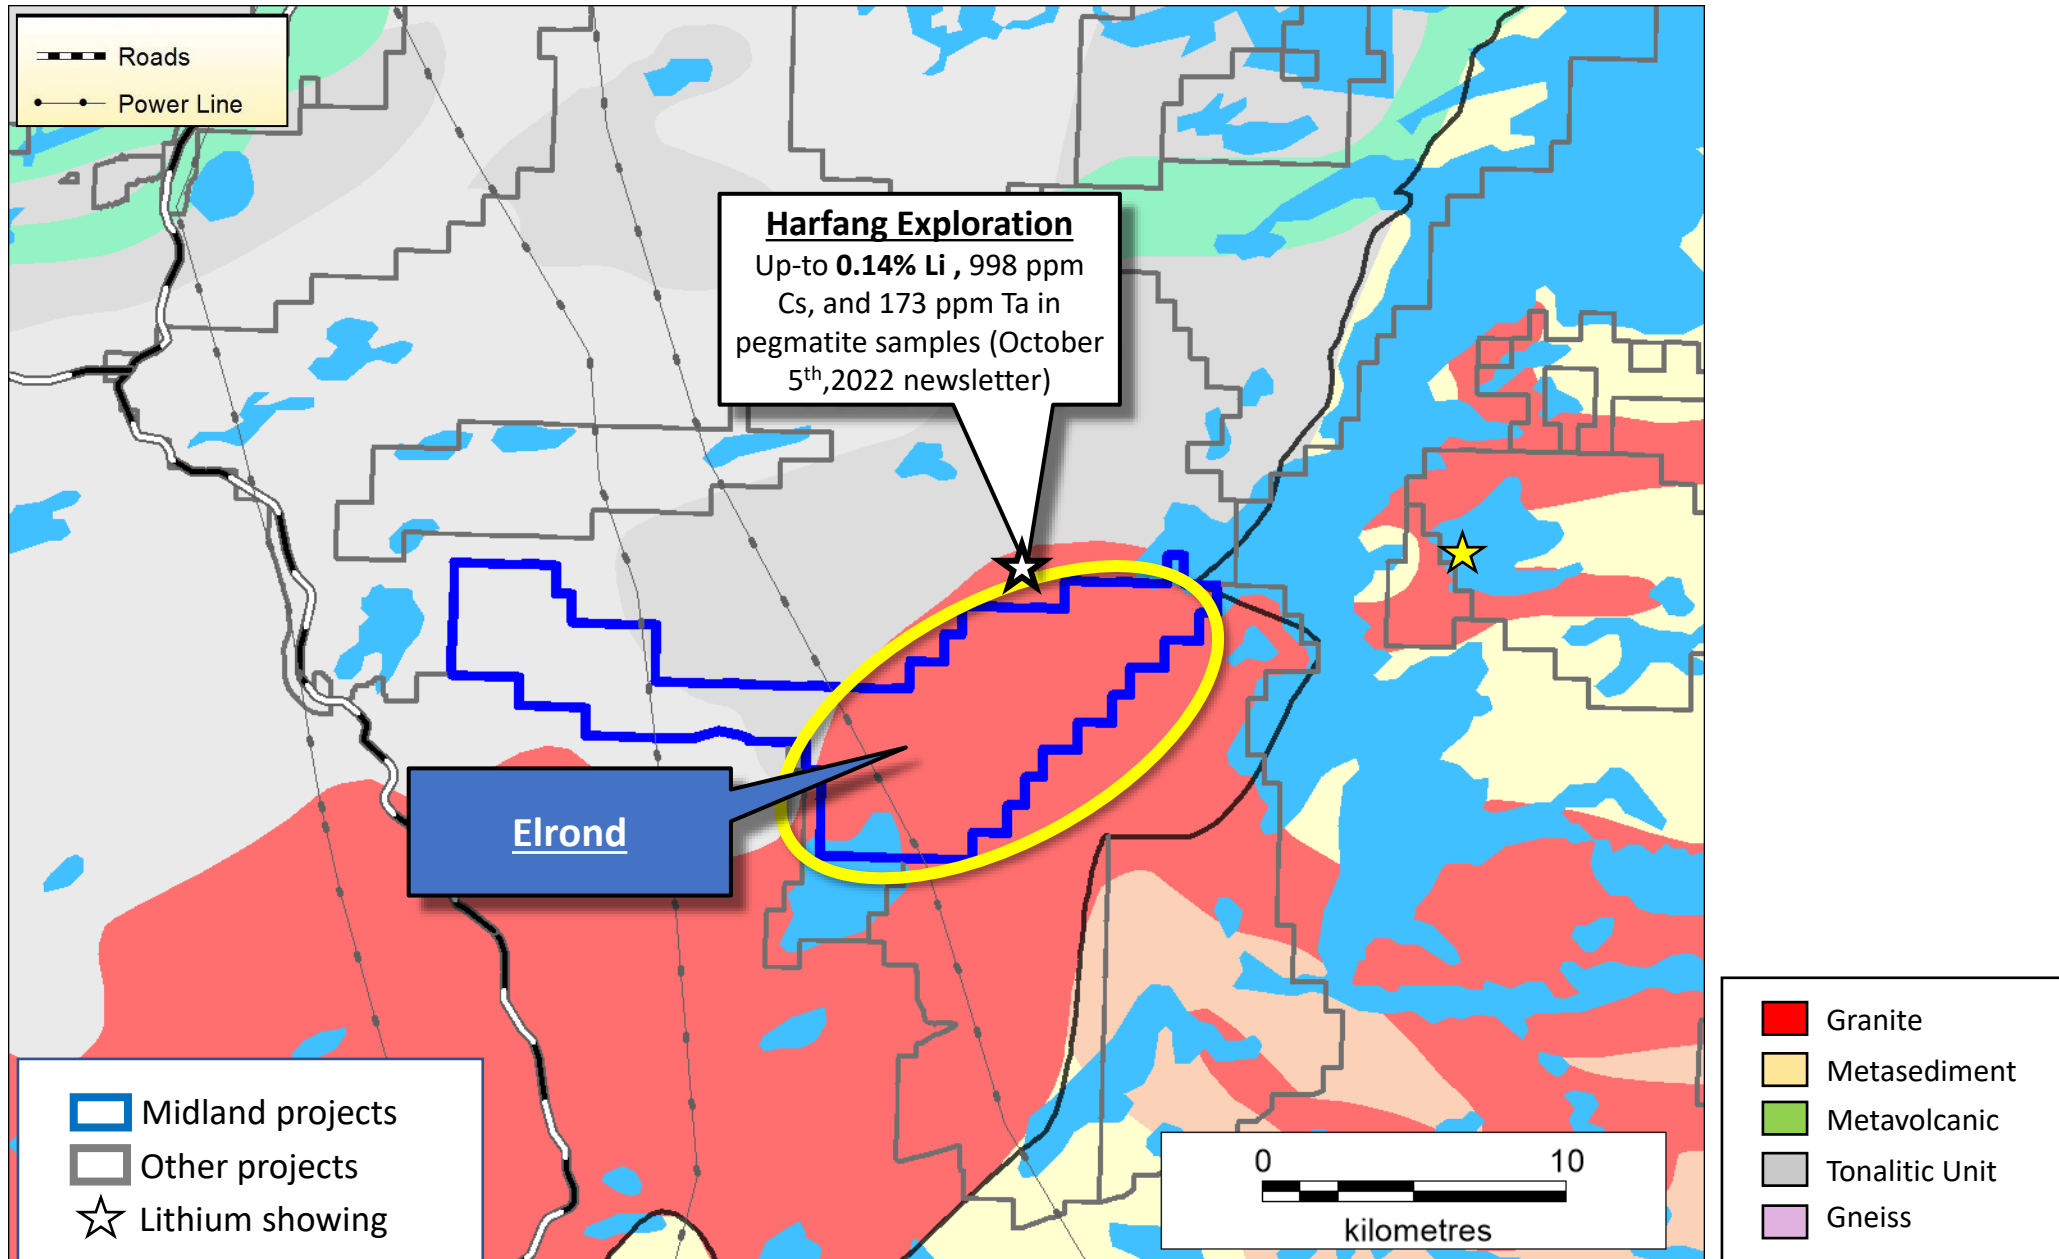 Roads
Power Line
Harfang Exploration
Up-to 0.14% Li , 998 ppm
Cs, and 173 ppm Ta in
pegmatite samples (October
5th,2022 newsletter)
Elrond
Midland projects
Other projects
Lithium showing
0 10
kilometres
Granite
Metasediment
Metavolcanic
Tonalitic Unit
Gneiss